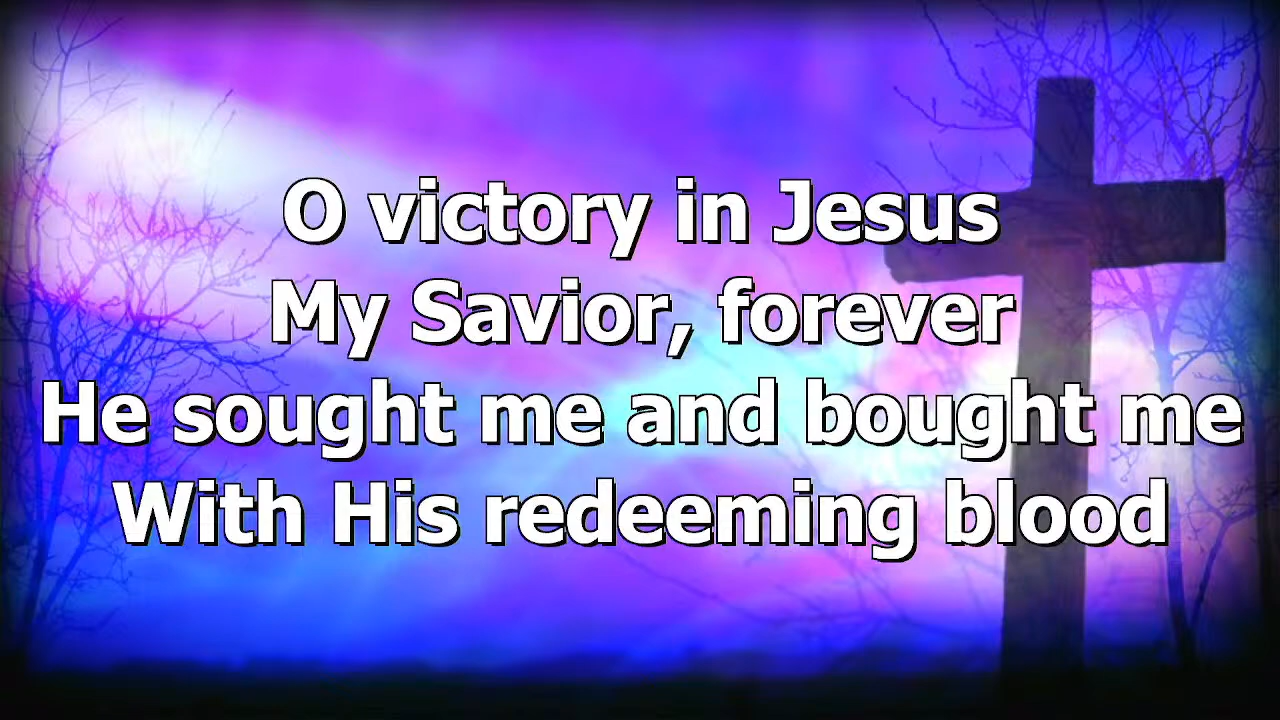 O victory in Jesus
My Savior, forever
He sought me and bought me
With His redeeming blood